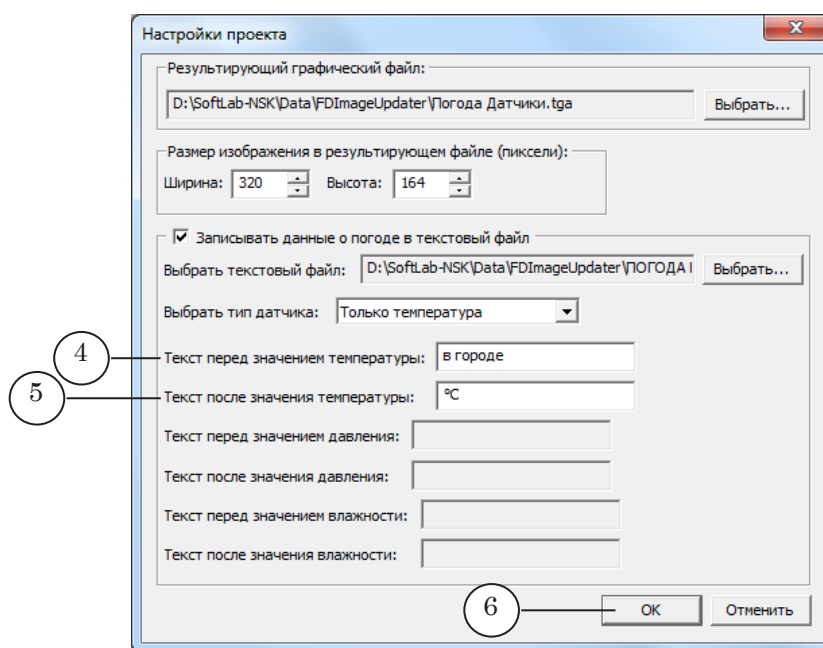 Настройки проекта
Результирующий графический файл:
D:\SoftLab-NSK\Data\FDImageUpdater\Погода Датчики.tga Выбрать...
Размер изображения в результирующем файле (пиксели):
Ширина: 320 Высота: 164
Записывать данные о погоде в текстовый файл
Выбрать текстовый файл: D:\SoftLab-NSK\Data\FDImageUpdater\ПОГОДА Выбрать...
Выбрать тип датчика: Только температура
4 Текст перед значением температуры: в городе
5 Текст после значения температуры: °C
Текст перед значением давления:
Текст после значения давления:
Текст перед значением влажности:
Текст после значения влажности:
6 OK Отменить